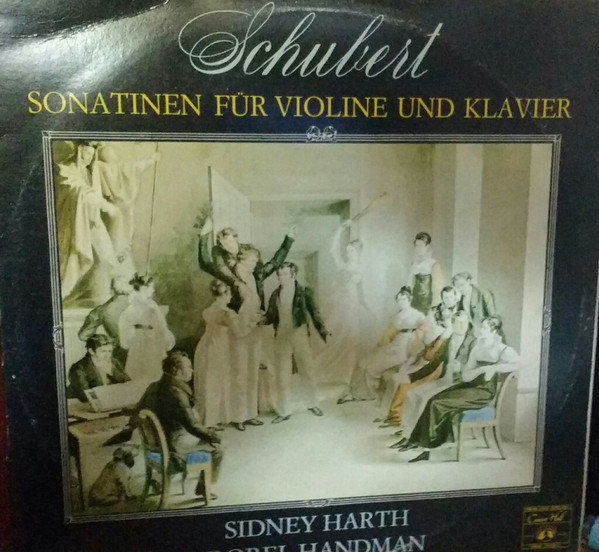 Schubert
SONATINEN FÜR VIOLINE UND KLAVIER
SIDNEY HARTH
HANDMAN